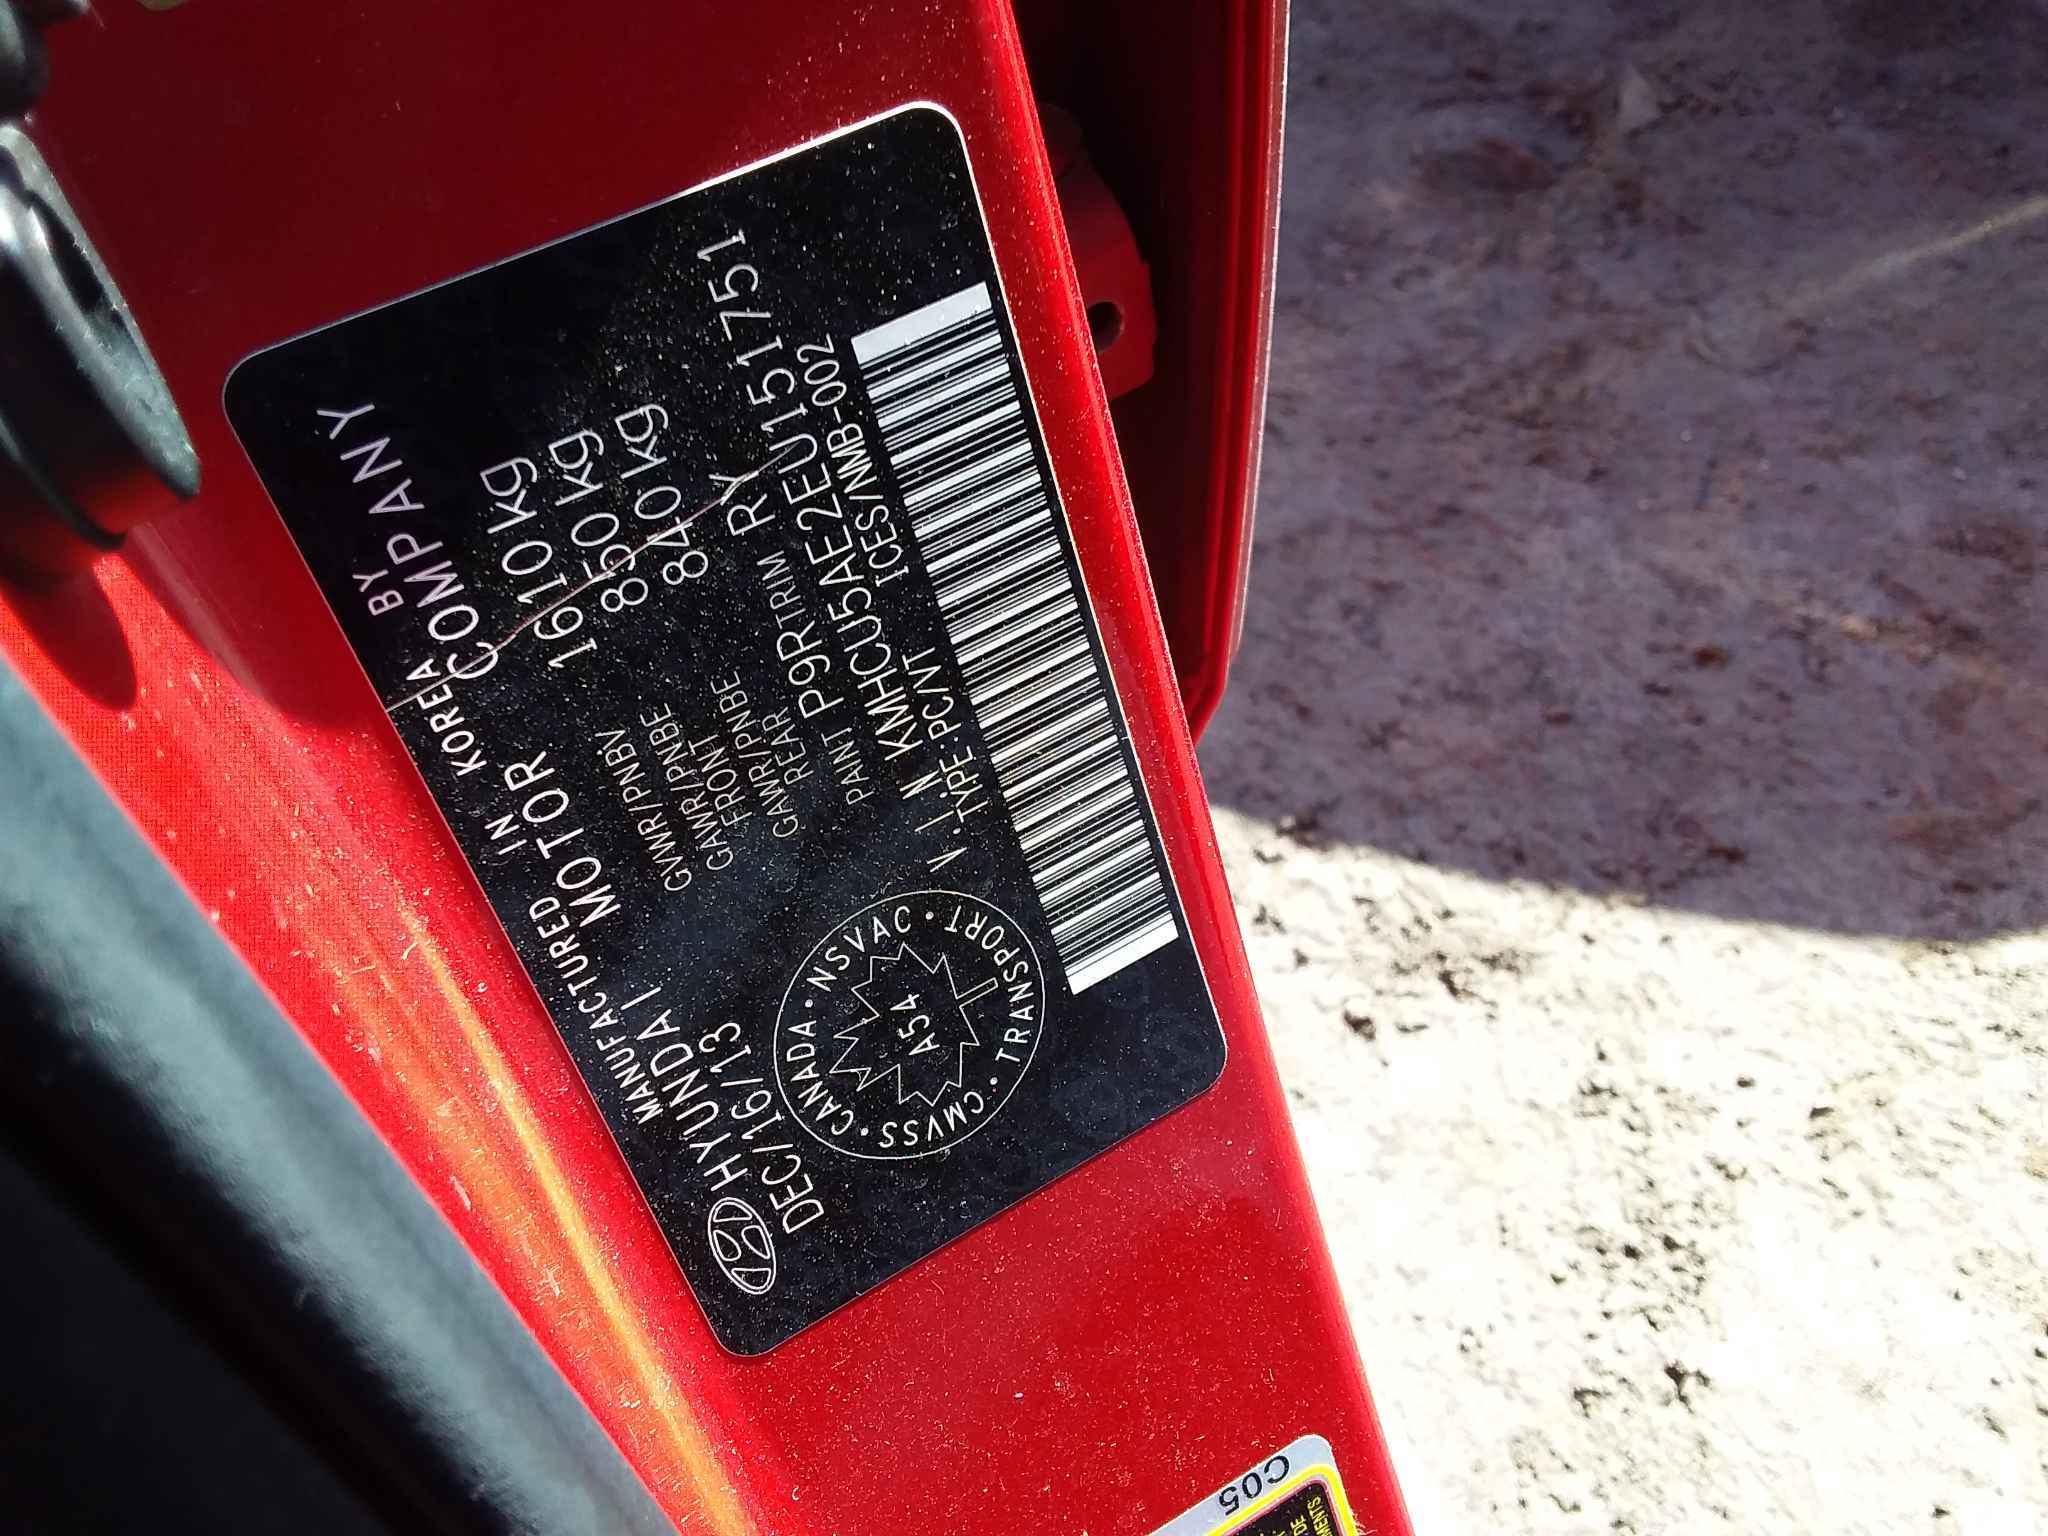 MANUFACTURED IN KOREA BY
HYUNDAI MOTOR COMPANY
DEC/16/13
GVWR/PNBV 1610 kg
GAWR/PNBE FRONT 850 kg
GAWR/PNBE REAR 840 kg
PAINT P9R TRIM RY
V.I.N KMHCU5AE2EU151751
TYPE:PC/VT ICES/NMB-002
CANADA · NSVAC · TRANSPORT · CMVSS ·
A54
C05
DE